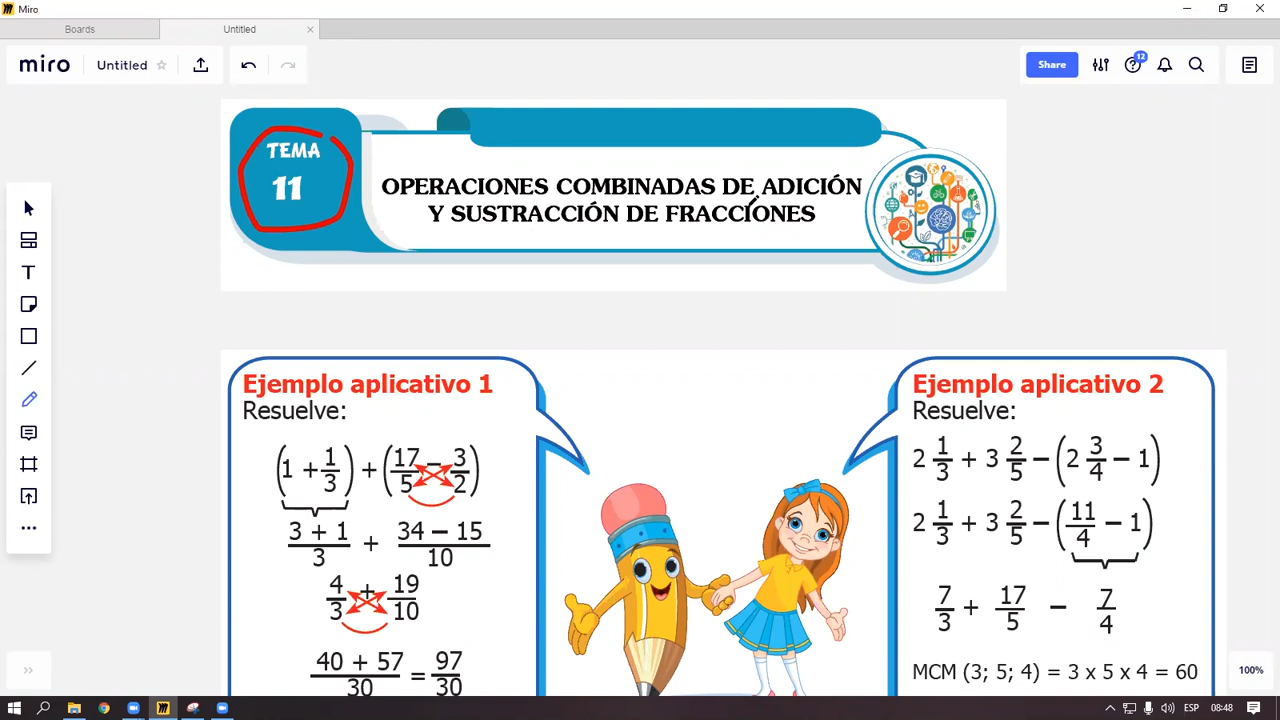 Miro
Boards
Untitled
miro
Untitled
12
Share
TEMA
11
OPERACIONES COMBINADAS DE ADICIÓN
Y SUSTRACCIÓN DE FRACCIONES
Ejemplo aplicativo 1
Resuelve:
(1 + 1/3) + (17/5 − 3/2)
3 + 1/3 + 34 − 15/10
4/3 + 19/10
40 + 57/30 = 97/30
Ejemplo aplicativo 2
Resuelve:
2 1/3 + 3 2/5 − (2 3/4 − 1)
2 1/3 + 3 2/5 − (11/4 − 1)
7/3 + 17/5 − 7/4
MCM (3; 5; 4) = 3 x 5 x 4 = 60
100%
ESP
08:48